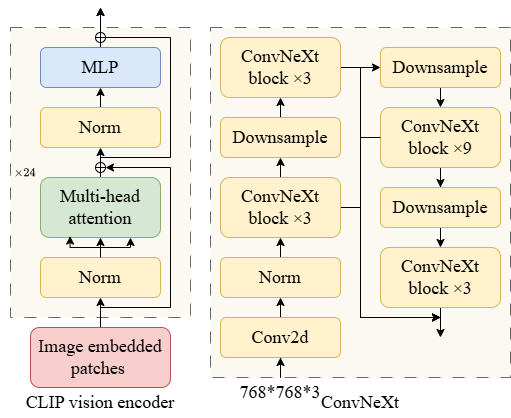 MLP
Norm
×24
Multi-head
attention
Norm
Image embedded
patches
CLIP vision encoder
ConvNeXt
block ×3
Downsample
ConvNeXt
block ×3
Norm
Conv2d
768*768*3
Downsample
ConvNeXt
block ×9
Downsample
ConvNeXt
block ×3
ConvNeXt